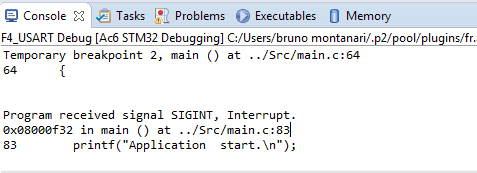 Console Tasks Problems Executables Memory
F4_USART Debug [Ac6 STM32 Debugging] C:/Users/bruno montanari/.p2/pool/plugins/fr.
Temporary breakpoint 2, main () at ../Src/main.c:64
64 {
Program received signal SIGINT, Interrupt.
0x08000f32 in main () at ../Src/main.c:83
83 printf("Application  start.\n");